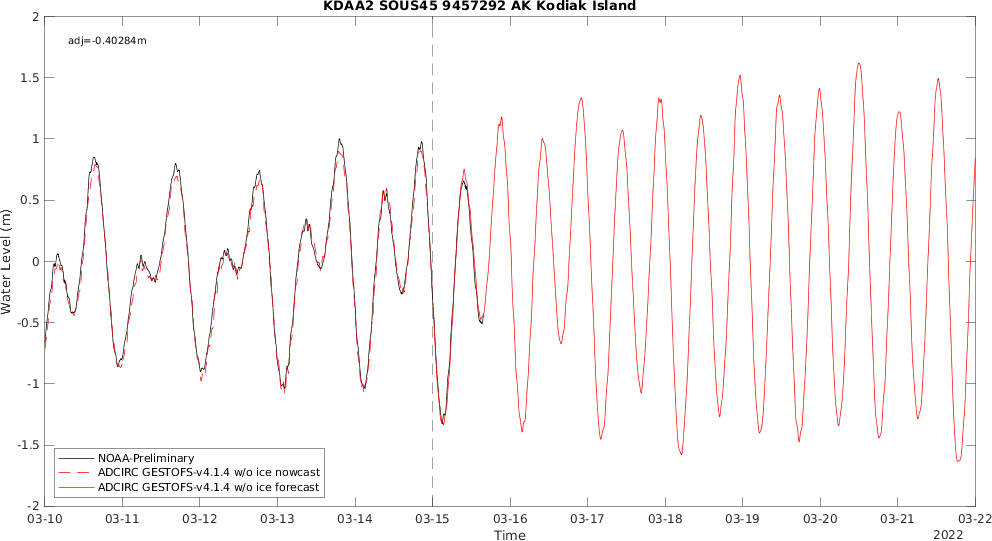 KDAA2 SOUS45 9457292 AK Kodiak Island
adj=-0.40284m
2
1.5
1
0.5
0
-0.5
-1
-1.5
-2
Water Level (m)
NOAA-Preliminary
ADCIRC GESTOFS-v4.1.4 w/o ice nowcast
ADCIRC GESTOFS-v4.1.4 w/o ice forecast
03-10 03-11 03-12 03-13 03-14 03-15 03-16 03-17 03-18 03-19 03-20 03-21 03-22
Time
2022